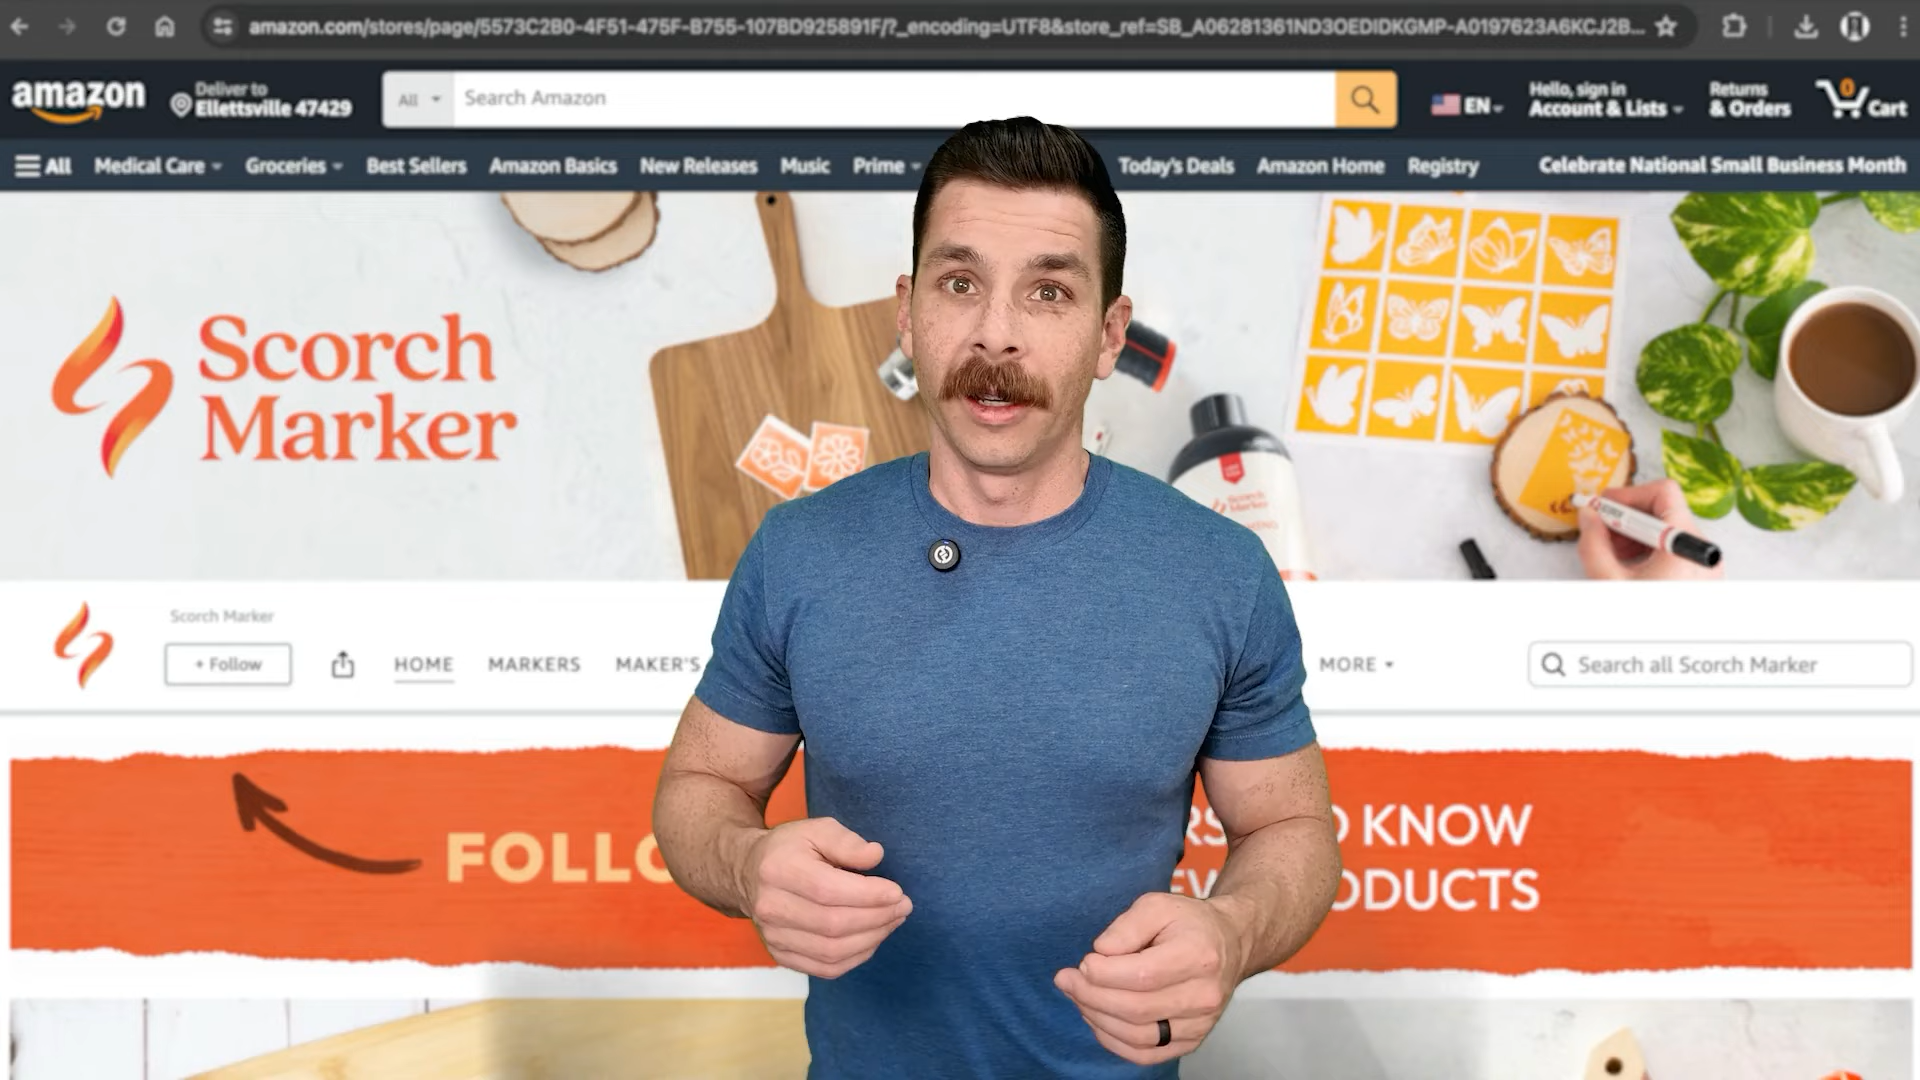 amazon.com/stores/page/5573C2B0-4F51-475F-B755-107BD925891F/?_encoding=UTF8&store_ref=SB_A06281361ND3OEDIDKGMP-A0197623A6KCJ2B...
amazon
Deliver to
Ellettsville 47429
All
Search Amazon
EN
Hello, sign in
Account & Lists
Returns
& Orders
0
Cart
All
Medical Care
Groceries
Best Sellers
Amazon Basics
New Releases
Music
Prime
Today's Deals
Amazon Home
Registry
Celebrate National Small Business Month
Scorch
Marker
Scorch
Marker
Scorch Marker
+ Follow
HOME
MARKERS
MAKER'S
MORE
Search all Scorch Marker
FOLLO
KNOW
ODUCTS